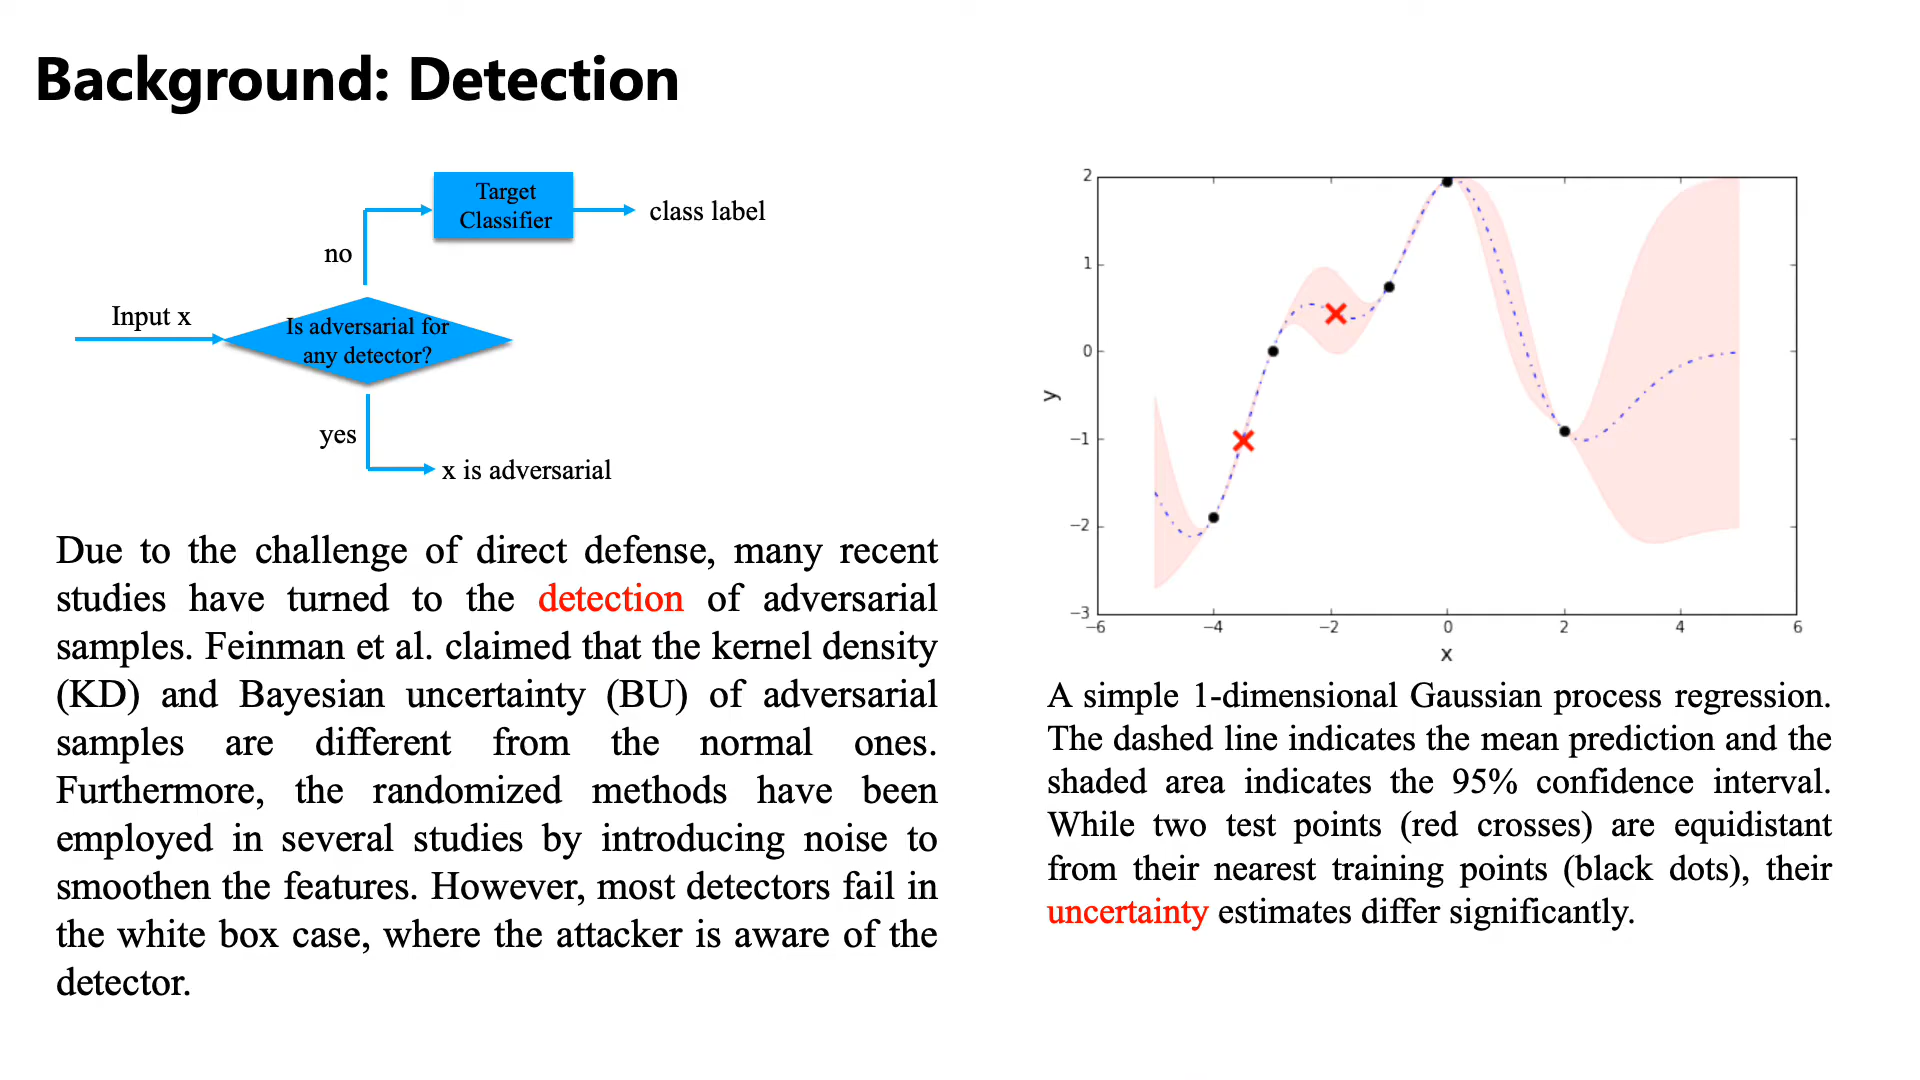 Background: Detection
Target
Classifier
class label
no
Input x
Is adversarial for
any detector?
yes
x is adversarial
Due to the challenge of direct defense, many recent
studies have turned to the detection of adversarial
samples. Feinman et al. claimed that the kernel density
(KD) and Bayesian uncertainty (BU) of adversarial
samples are different from the normal ones.
Furthermore, the randomized methods have been
employed in several studies by introducing noise to
smoothen the features. However, most detectors fail in
the white box case, where the attacker is aware of the
detector.
2
1
0
−1
−2
−3
y
−6 −4 −2 0 2 4 6
x
A simple 1-dimensional Gaussian process regression.
The dashed line indicates the mean prediction and the
shaded area indicates the 95% confidence interval.
While two test points (red crosses) are equidistant
from their nearest training points (black dots), their
uncertainty estimates differ significantly.